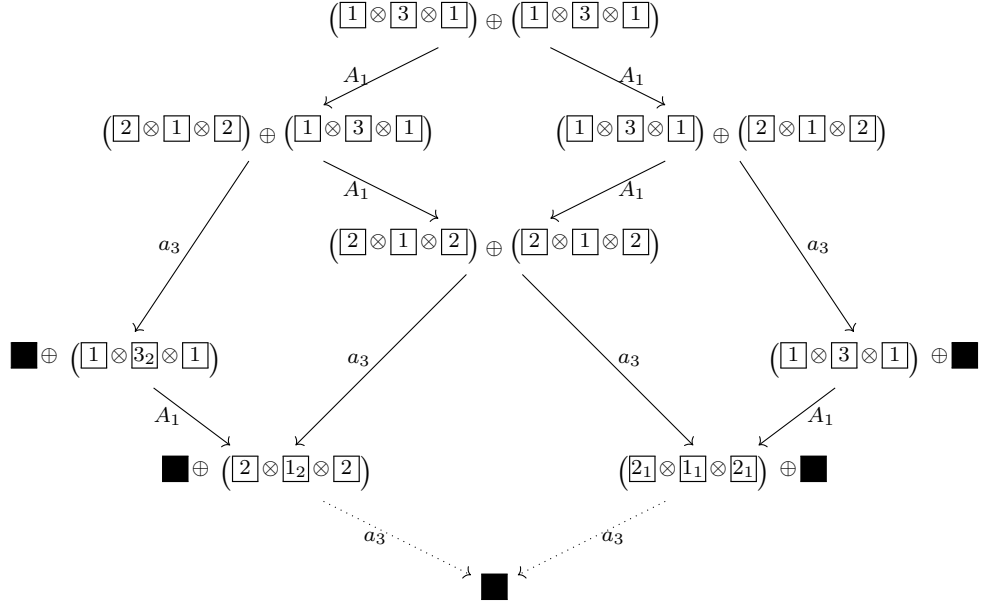 (1 ⊗ 3 ⊗ 1) ⊕ (1 ⊗ 3 ⊗ 1)
A₁ A₁
(2 ⊗ 1 ⊗ 2) ⊕ (1 ⊗ 3 ⊗ 1) (1 ⊗ 3 ⊗ 1) ⊕ (2 ⊗ 1 ⊗ 2)
A₁ A₁
a₃ (2 ⊗ 1 ⊗ 2) ⊕ (2 ⊗ 1 ⊗ 2) a₃
■ ⊕ (1 ⊗ 3₂ ⊗ 1) a₃ a₃ (1 ⊗ 3 ⊗ 1) ⊕ ■
A₁ A₁
■ ⊕ (2 ⊗ 1₂ ⊗ 2) (2₁ ⊗ 1₁ ⊗ 2₁) ⊕ ■
a₃ a₃
■